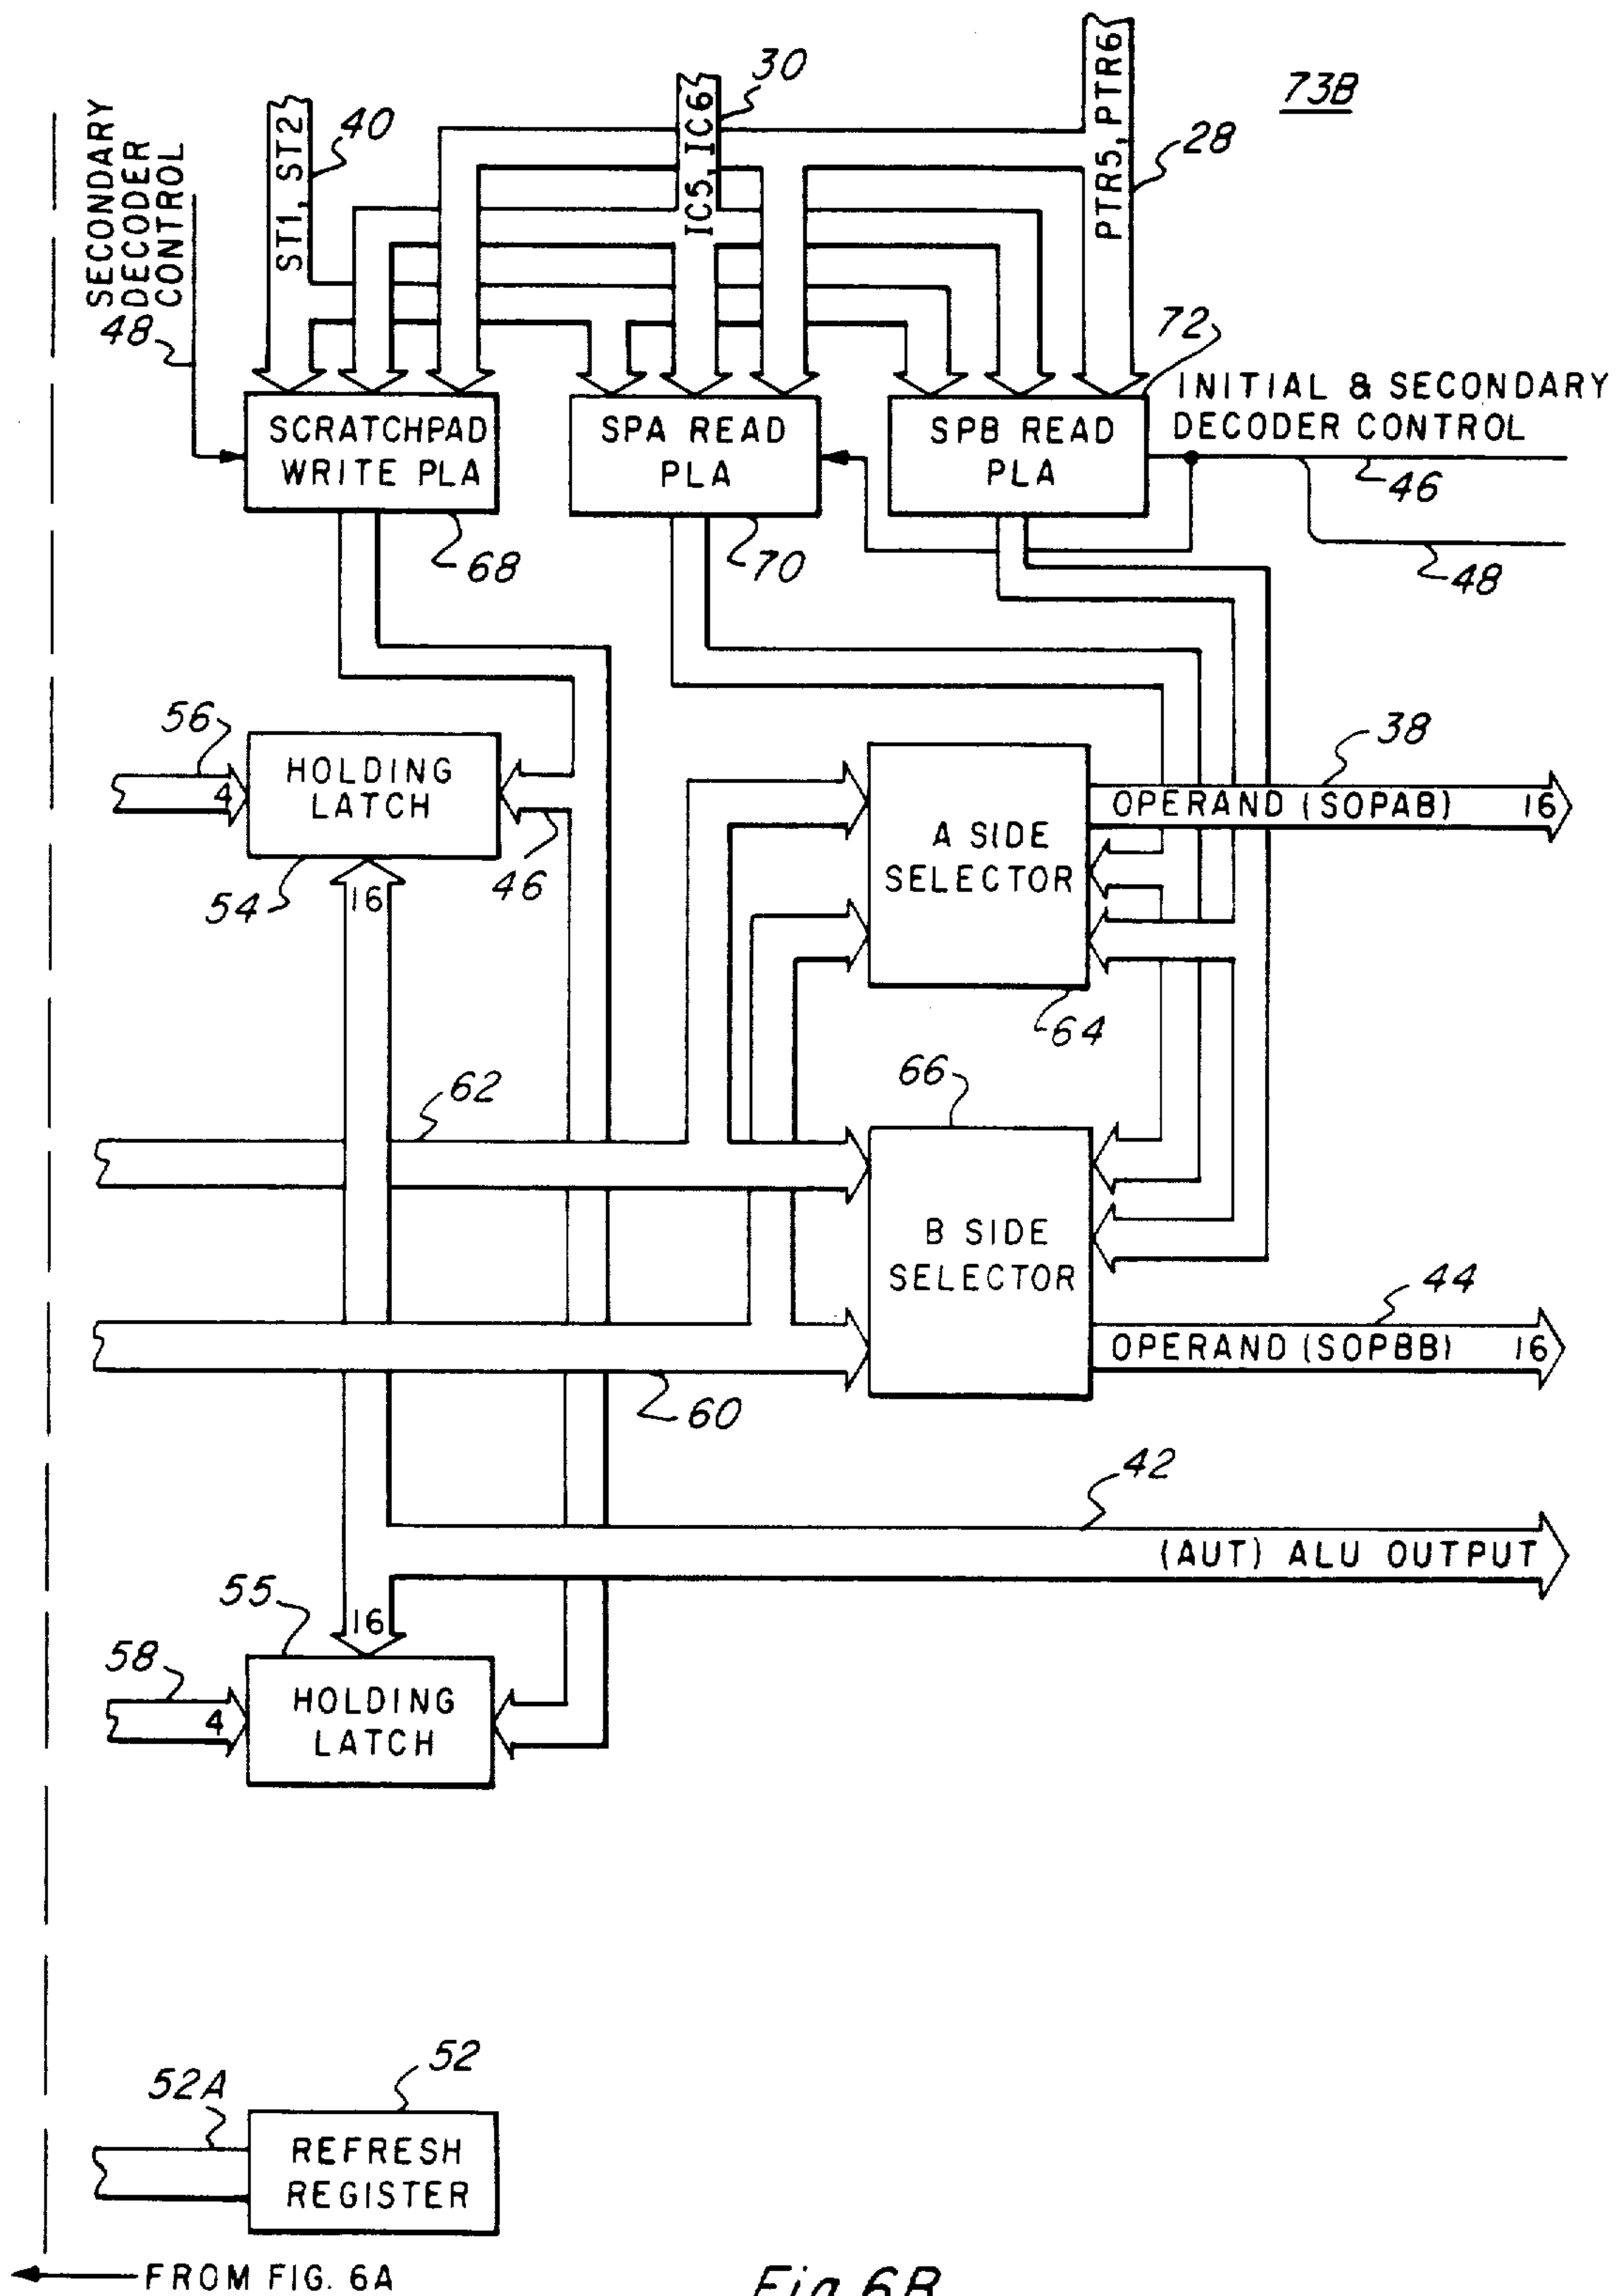 73B
SECONDARY
DECODER
CONTROL
48
ST1, ST2
40
IC5, IC6
30
PTR5, PTR6
28
72
SCRATCHPAD
WRITE PLA
68
SPA READ
PLA
70
SPB READ
PLA
INITIAL & SECONDARY
DECODER CONTROL
46
48
56
4
HOLDING
LATCH
54
46
16
A SIDE
SELECTOR
64
38
OPERAND (SOPAB) 16
62
66
B SIDE
SELECTOR
44
OPERAND (SOPBB) 16
60
42
(AUT) ALU OUTPUT
55
16
58
4
HOLDING
LATCH
52A
52
REFRESH
REGISTER
FROM FIG. 6A
Fig. 6B